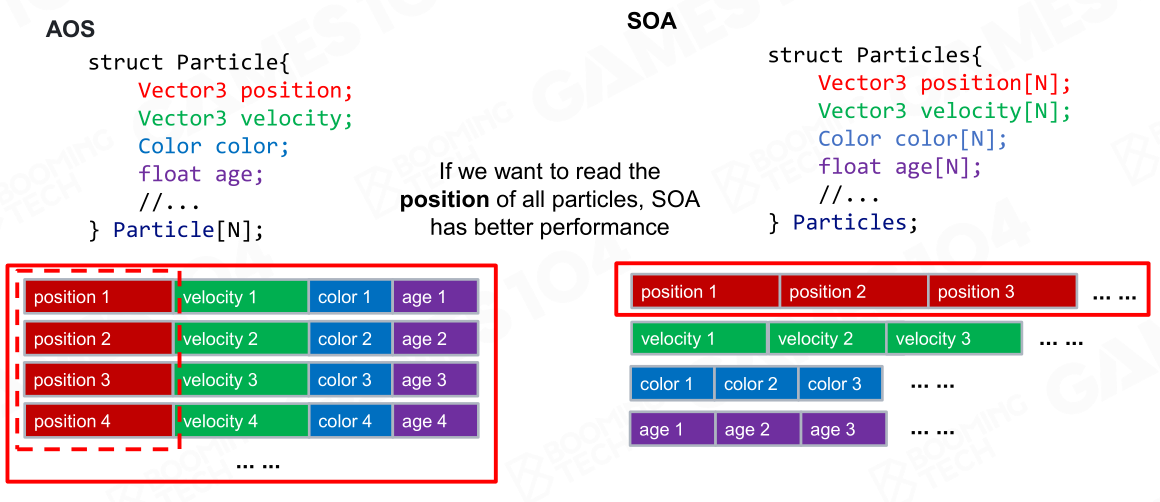 AOS
struct Particle{
Vector3 position;
Vector3 velocity;
Color color;
float age;
//...
} Particle[N];
If we want to read the
position of all particles, SOA
has better performance
SOA
struct Particles{
Vector3 position[N];
Vector3 velocity[N];
Color color[N];
float age[N];
//...
} Particles;
position 1 velocity 1 color 1 age 1
position 2 velocity 2 color 2 age 2
position 3 velocity 3 color 3 age 3
position 4 velocity 4 color 4 age 4
... ...
position 1 position 2 position 3 ... ...
velocity 1 velocity 2 velocity 3 ... ...
color 1 color 2 color 3 ... ...
age 1 age 2 age 3 ... ...
BOOMING TECH
GAMES104